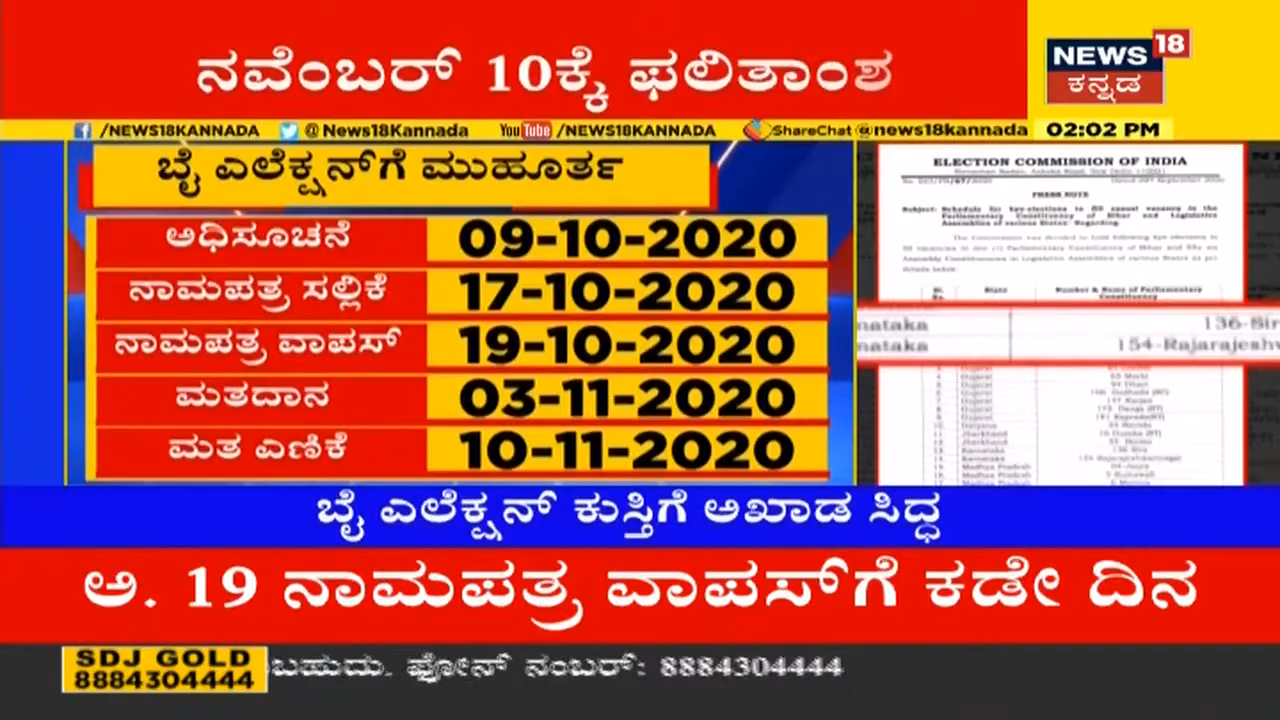 ನವೆಂಬರ್ 10ಕ್ಕೆ ಫಲಿತಾಂಶ
NEWS 18
ಕನ್ನಡ
/NEWS18KANNADA @News18Kannada YouTube /NEWS18KANNADA ShareChat @news18kannada 02:02 PM
ಬೈ ಎಲೆಕ್ಷನ್‌ಗೆ ಮುಹೂರ್ತ
ಅಧಿಸೂಚನೆ 09-10-2020
ನಾಮಪತ್ರ ಸಲ್ಲಿಕೆ 17-10-2020
ನಾಮಪತ್ರ ವಾಪಸ್ 19-10-2020
ಮತದಾನ 03-11-2020
ಮತ ಎಣಿಕೆ 10-11-2020
ELECTION COMMISSION OF INDIA
PRESS NOTE
nataka 136-Sir
nataka 154-Rajarajeshw
ಬೈ ಎಲೆಕ್ಷನ್ ಕುಸ್ತಿಗೆ ಅಖಾಡ ಸಿದ್ಧ
ಅ. 19 ನಾಮಪತ್ರ ವಾಪಸ್‌ಗೆ ಕಡೇ ದಿನ
SDJ GOLD
8884304444
ಬಹುದು. ಫೋನ್ ನಂಬರ್: 8884304444